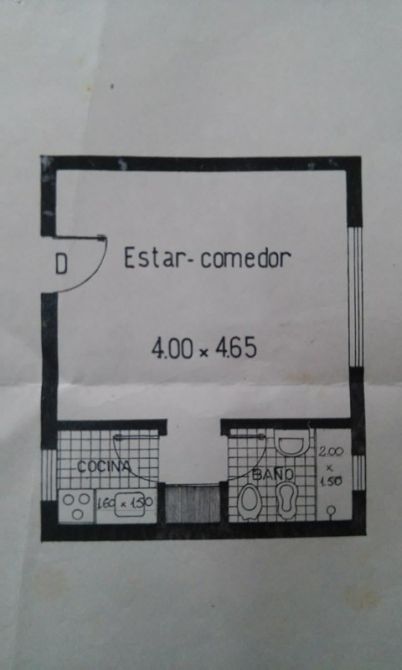 D
Estar-comedor
4.00 x 4.65
COCINA
1.60 x 1.50
BAÑO
2.00
x
1.50